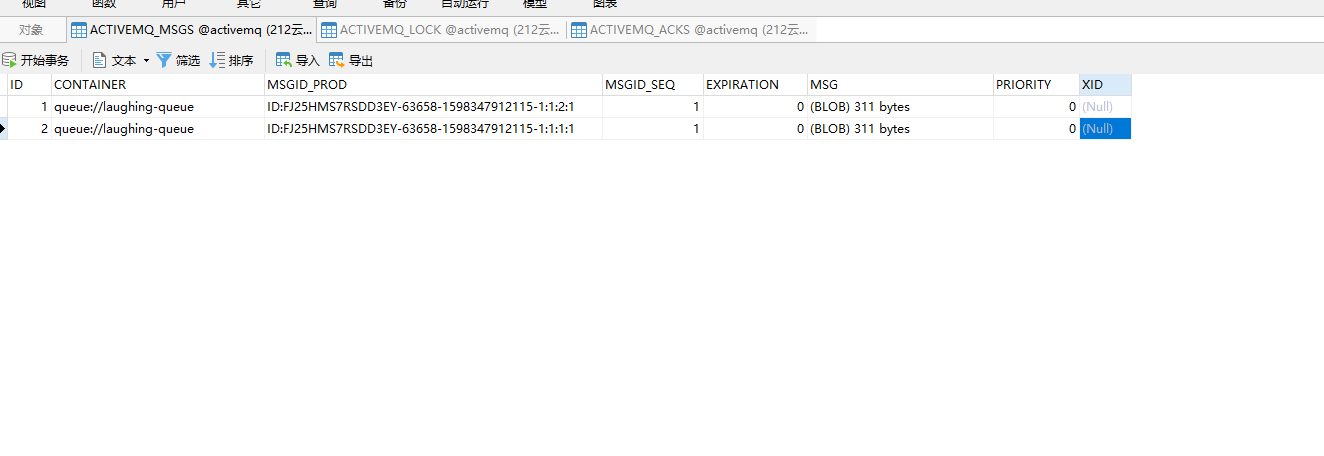 视图 函数 用户 其它 查询 备份 自动运行 模型 图表
对象 ACTIVEMQ_MSGS @activemq (212云... ACTIVEMQ_LOCK @activemq (212云... ACTIVEMQ_ACKS @activemq (212云...
开始事务 文本 筛选 排序 导入 导出
ID CONTAINER MSGID_PROD MSGID_SEQ EXPIRATION MSG PRIORITY XID
1 queue://laughing-queue ID:FJ25HMS7RSDD3EY-63658-1598347912115-1:1:2:1 1 0 (BLOB) 311 bytes 0 (Null)
2 queue://laughing-queue ID:FJ25HMS7RSDD3EY-63658-1598347912115-1:1:1:1 1 0 (BLOB) 311 bytes 0 (Null)